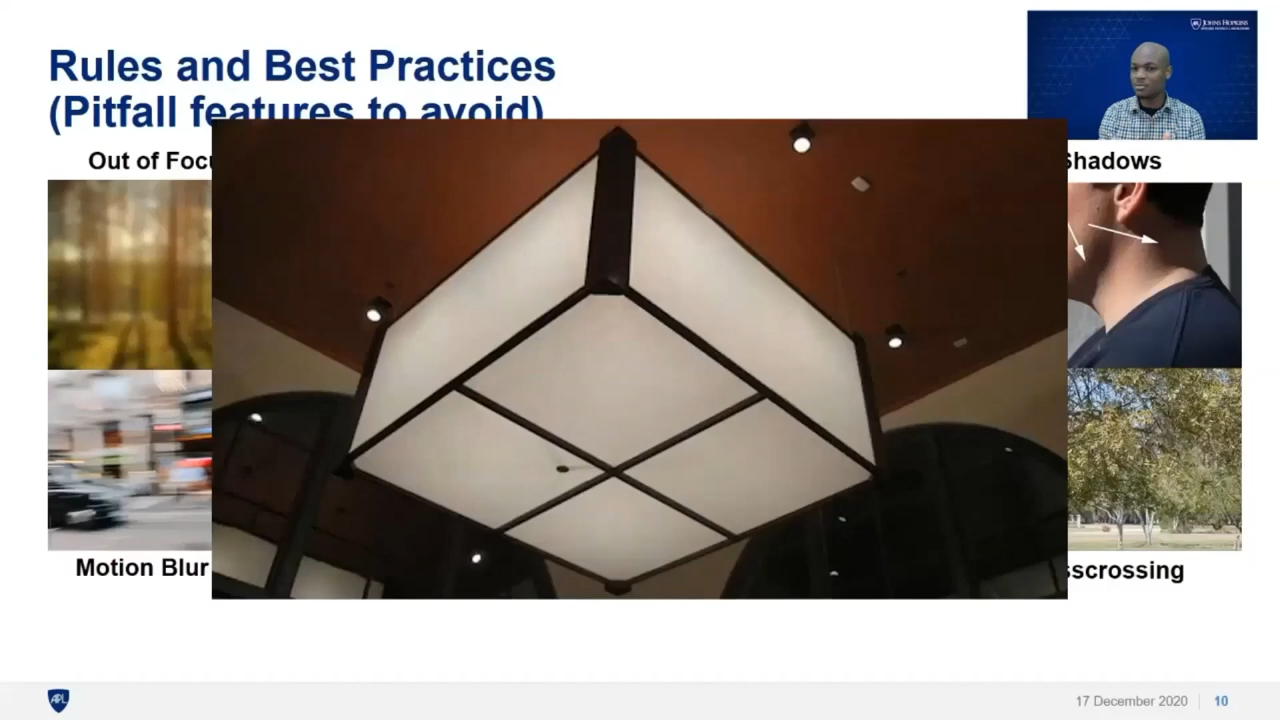 Rules and Best Practices
(Pitfall features to avoid)
JOHNS HOPKINS
Out of Focu
Shadows
Motion Blur
sscrossing
APL
17 December 2020
10